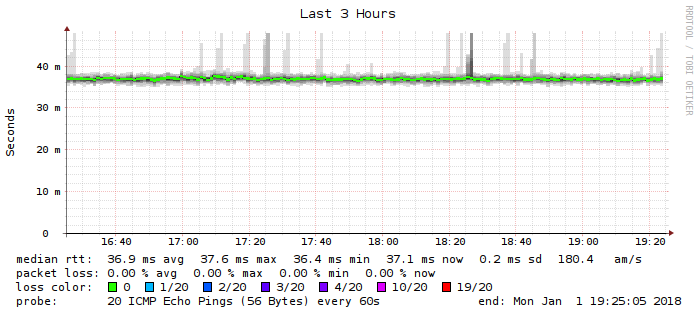 Last 3 Hours
RRDTOOL / TOBI OETIKER
Seconds
40 m
30 m
20 m
10 m
0
16:40 17:00 17:20 17:40 18:00 18:20 18:40 19:00 19:20
median rtt: 36.9 ms avg 37.6 ms max 36.4 ms min 37.1 ms now 0.2 ms sd 180.4 am/s
packet loss: 0.00 % avg 0.00 % max 0.00 % min 0.00 % now
loss color: 0 1/20 2/20 3/20 4/20 10/20 19/20
probe: 20 ICMP Echo Pings (56 Bytes) every 60s end: Mon Jan 1 19:25:05 2018